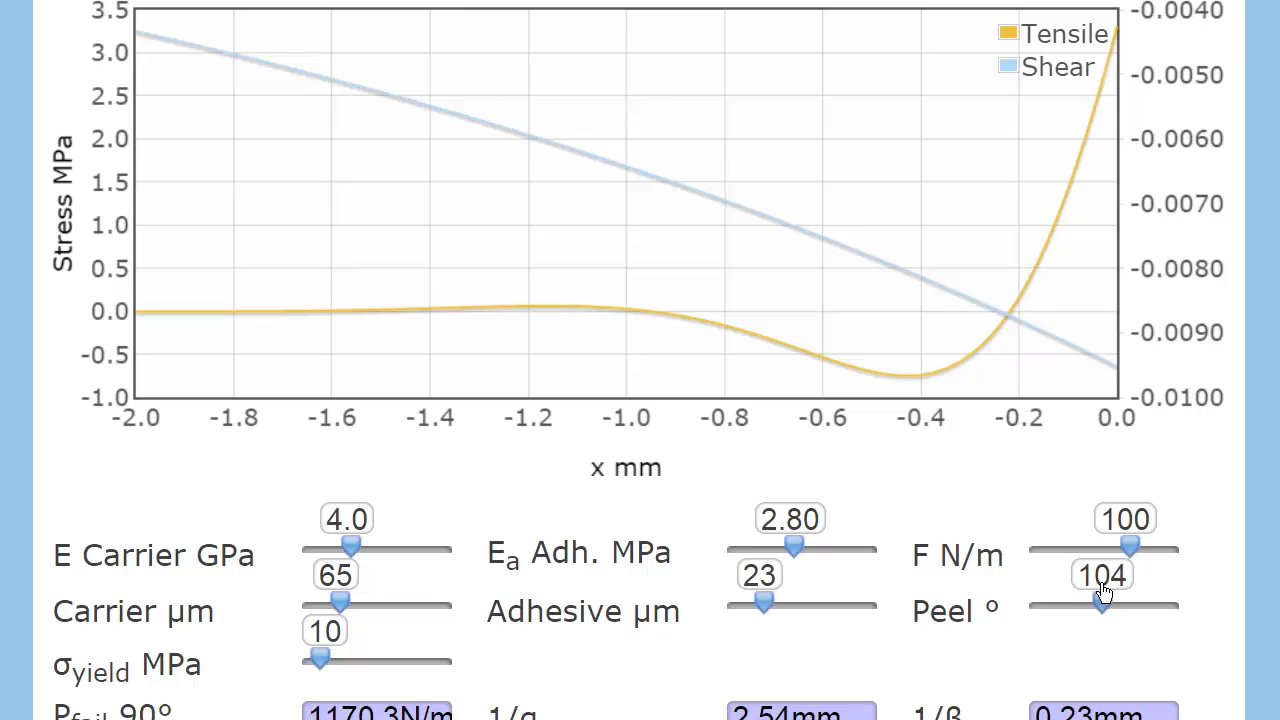 3.5
3.0
2.5
2.0
1.5
1.0
0.5
0.0
-0.5
-1.0
Stress MPa
Tensile
Shear
-0.0040
-0.0050
-0.0060
-0.0070
-0.0080
-0.0090
-0.0100
-2.0 -1.8 -1.6 -1.4 -1.2 -1.0 -0.8 -0.6 -0.4 -0.2 0.0
x mm
4.0 2.80 100
E Carrier GPa Ea Adh. MPa F N/m
65 23 104
Carrier µm Adhesive µm Peel º
10
σyield MPa
Pfail 90º 1170.3N/m 1/α 2.54mm 1/β 0.23mm